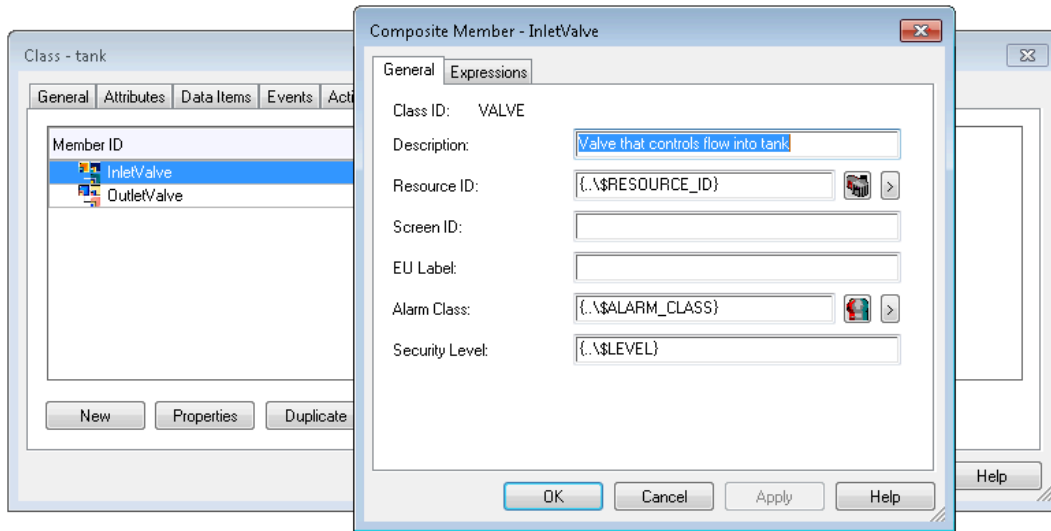 Class - tank
General Attributes Data Items Events Acti
Member ID
InletValve
OutletValve
New Properties Duplicate
Help
Composite Member - InletValve
General Expressions
Class ID: VALVE
Description: Valve that controls flow into tank
Resource ID: {..\$RESOURCE_ID} >
Screen ID:
EU Label:
Alarm Class: {..\$ALARM_CLASS} >
Security Level: {..\$LEVEL}
OK Cancel Apply Help